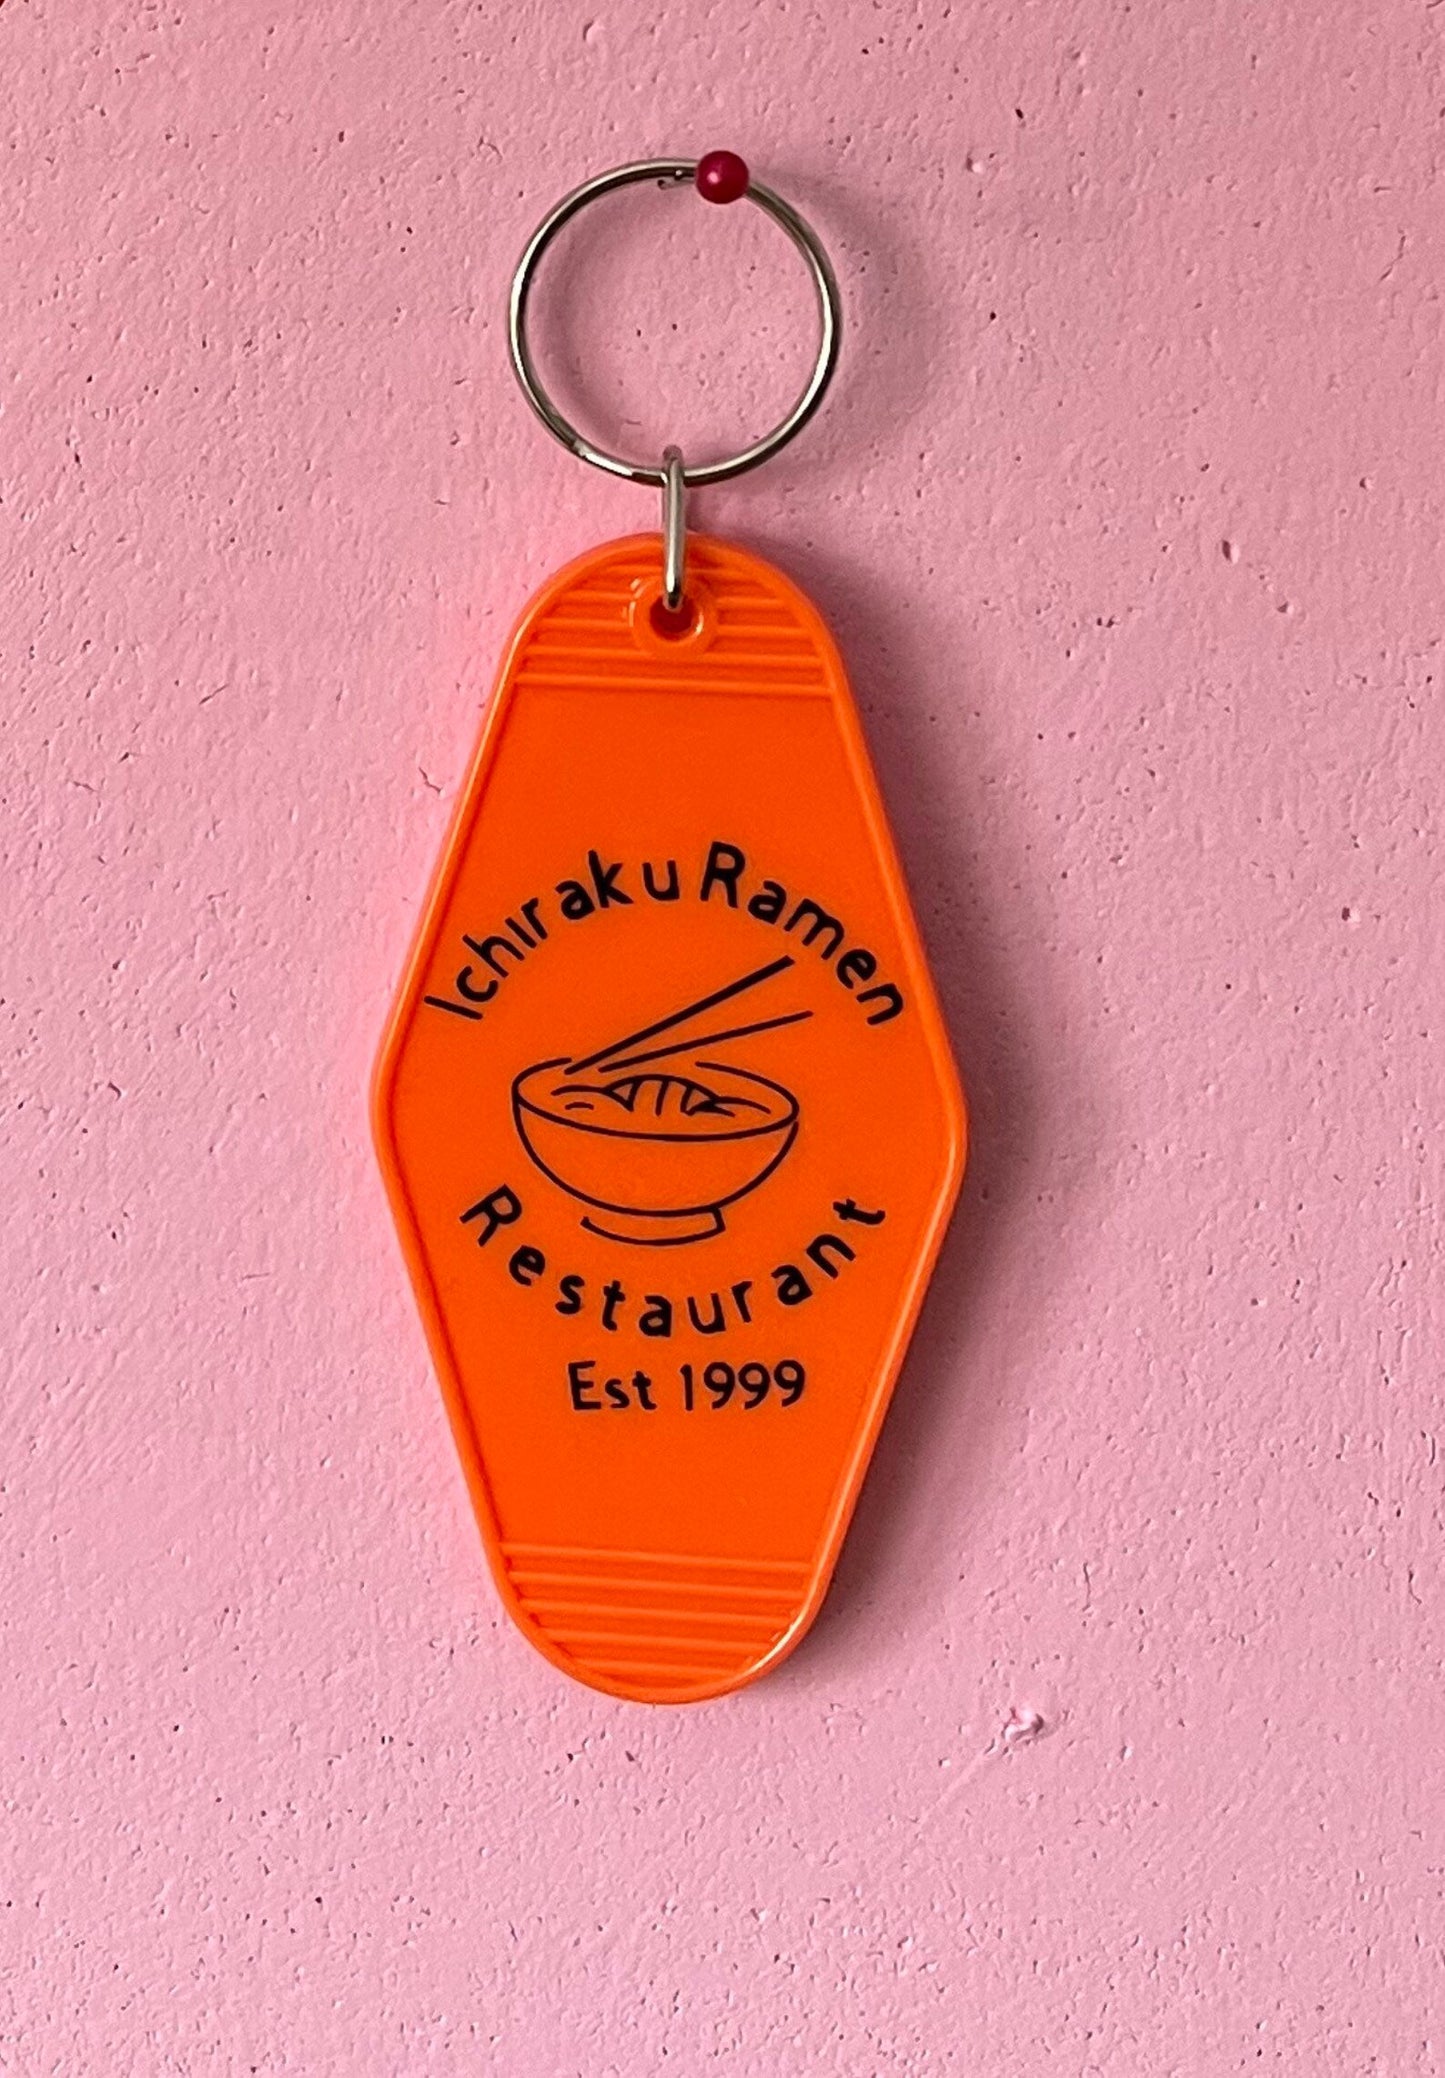 Ichiraku Ramen
Restaurant
Est 1999